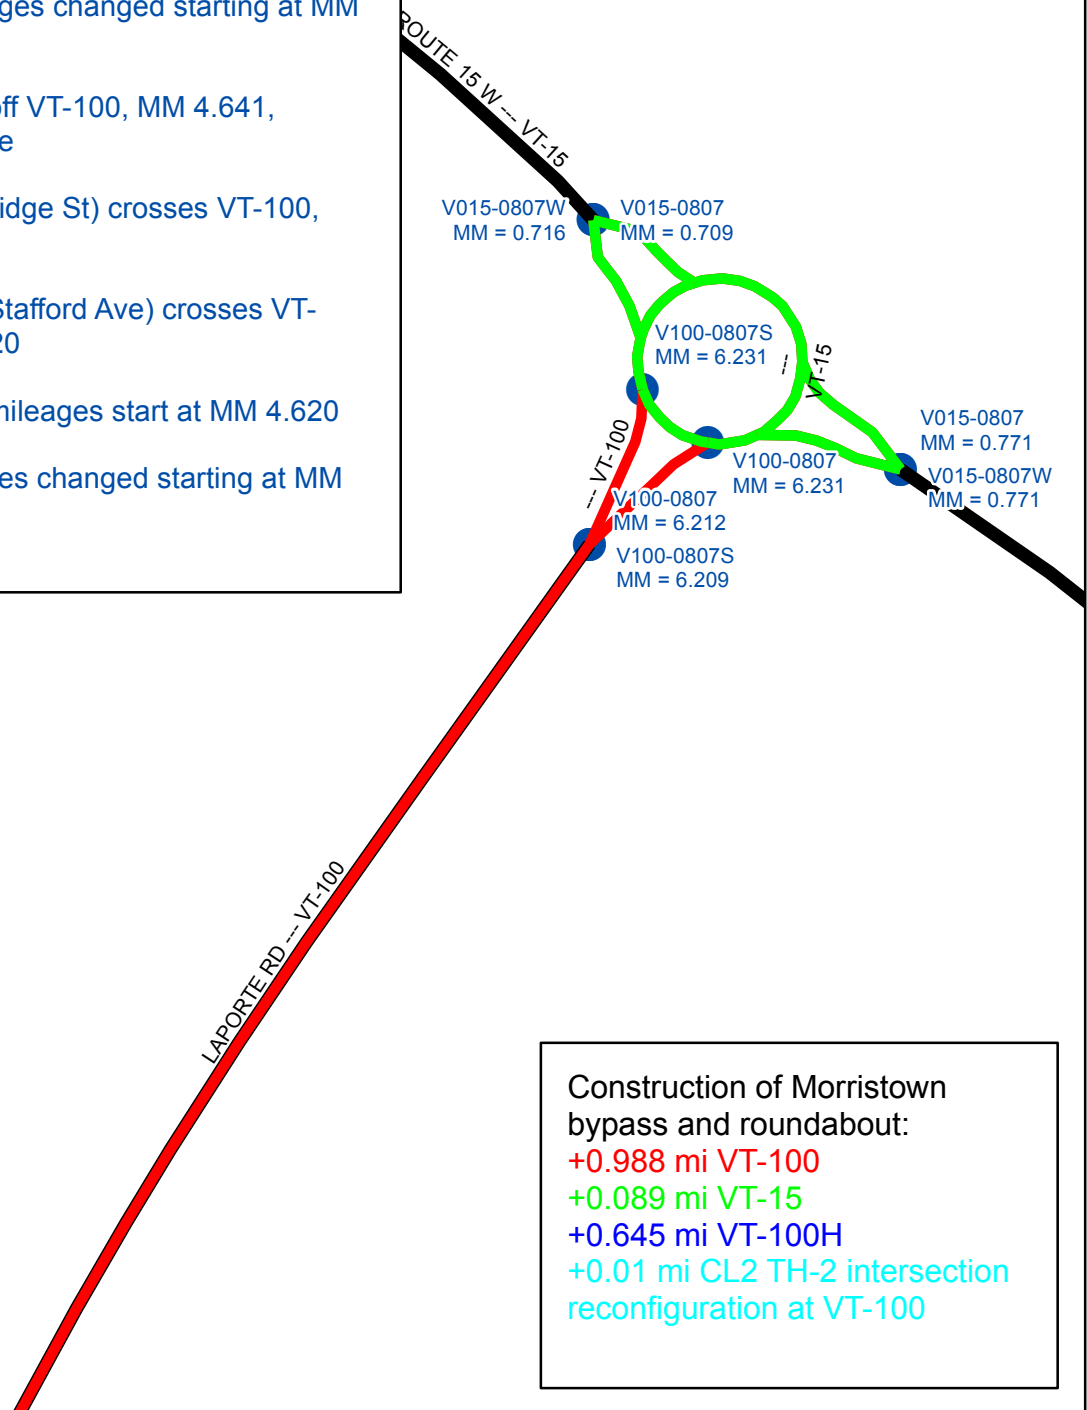 ges changed starting at MM
ff VT-100, MM 4.641,
e
idge St) crosses VT-100,
Stafford Ave) crosses VT-
20
mileages start at MM 4.620
es changed starting at MM
ROUTE 15 W --- VT-15
V015-0807W
MM = 0.716
V015-0807
MM = 0.709
V100-0807S
MM = 6.231
--- VT-15
V015-0807
MM = 0.771
V015-0807W
MM = 0.771
V100-0807
MM = 6.231
--- VT-100
V100-0807
MM = 6.212
V100-0807S
MM = 6.209
LAPORTE RD --- VT-100
Construction of Morristown
bypass and roundabout:
+0.988 mi VT-100
+0.089 mi VT-15
+0.645 mi VT-100H
+0.01 mi CL2 TH-2 intersection
reconfiguration at VT-100